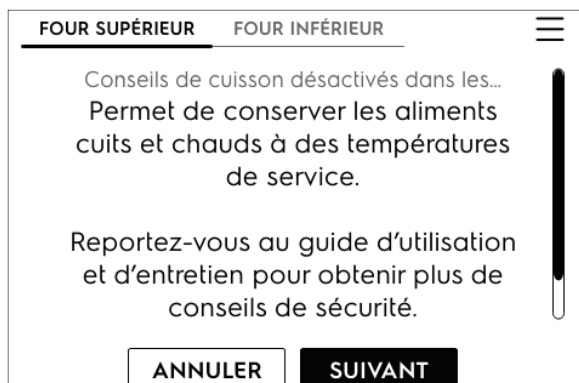 FOUR SUPÉRIEUR FOUR INFÉRIEUR
Conseils de cuisson désactivés dans les...
Permet de conserver les aliments
cuits et chauds à des températures
de service.
Reportez-vous au guide d'utilisation
et d'entretien pour obtenir plus de
conseils de sécurité.
ANNULER SUIVANT